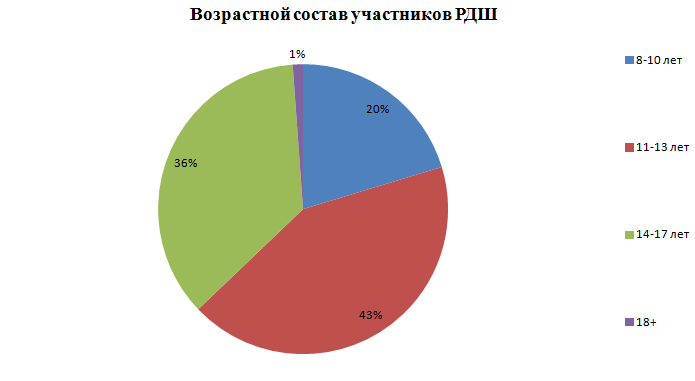 Возрастной состав участников РДШ
1%
20%
36%
43%
8-10 лет
11-13 лет
14-17 лет
18+